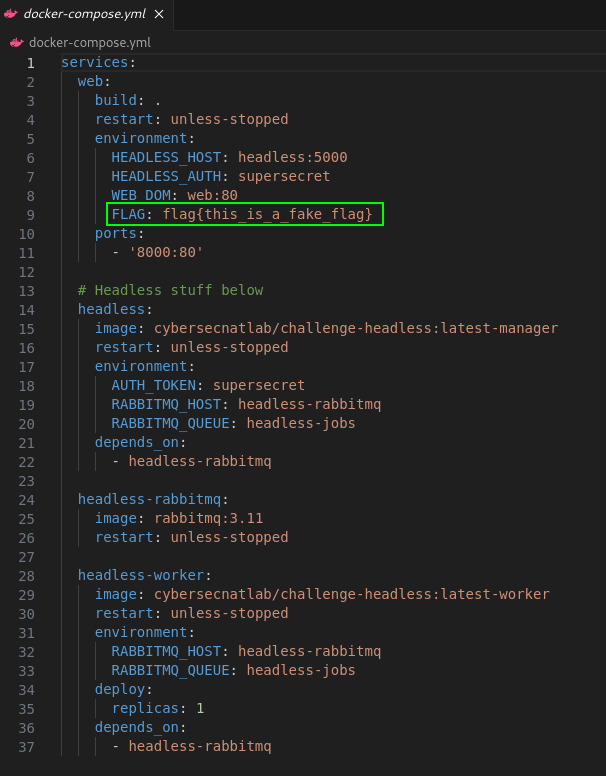 docker-compose.yml
docker-compose.yml
1 services:
2   web:
3     build: .
4     restart: unless-stopped
5     environment:
6       HEADLESS_HOST: headless:5000
7       HEADLESS_AUTH: supersecret
8       WEB_DOM: web:80
9       FLAG: flag{this_is_a_fake_flag}
10     ports:
11       - '8000:80'
12
13   # Headless stuff below
14   headless:
15     image: cybersecnatlab/challenge-headless:latest-manager
16     restart: unless-stopped
17     environment:
18       AUTH_TOKEN: supersecret
19       RABBITMQ_HOST: headless-rabbitmq
20       RABBITMQ_QUEUE: headless-jobs
21     depends_on:
22       - headless-rabbitmq
23
24   headless-rabbitmq:
25     image: rabbitmq:3.11
26     restart: unless-stopped
27
28   headless-worker:
29     image: cybersecnatlab/challenge-headless:latest-worker
30     restart: unless-stopped
31     environment:
32       RABBITMQ_HOST: headless-rabbitmq
33       RABBITMQ_QUEUE: headless-jobs
34     deploy:
35       replicas: 1
36     depends_on:
37       - headless-rabbitmq